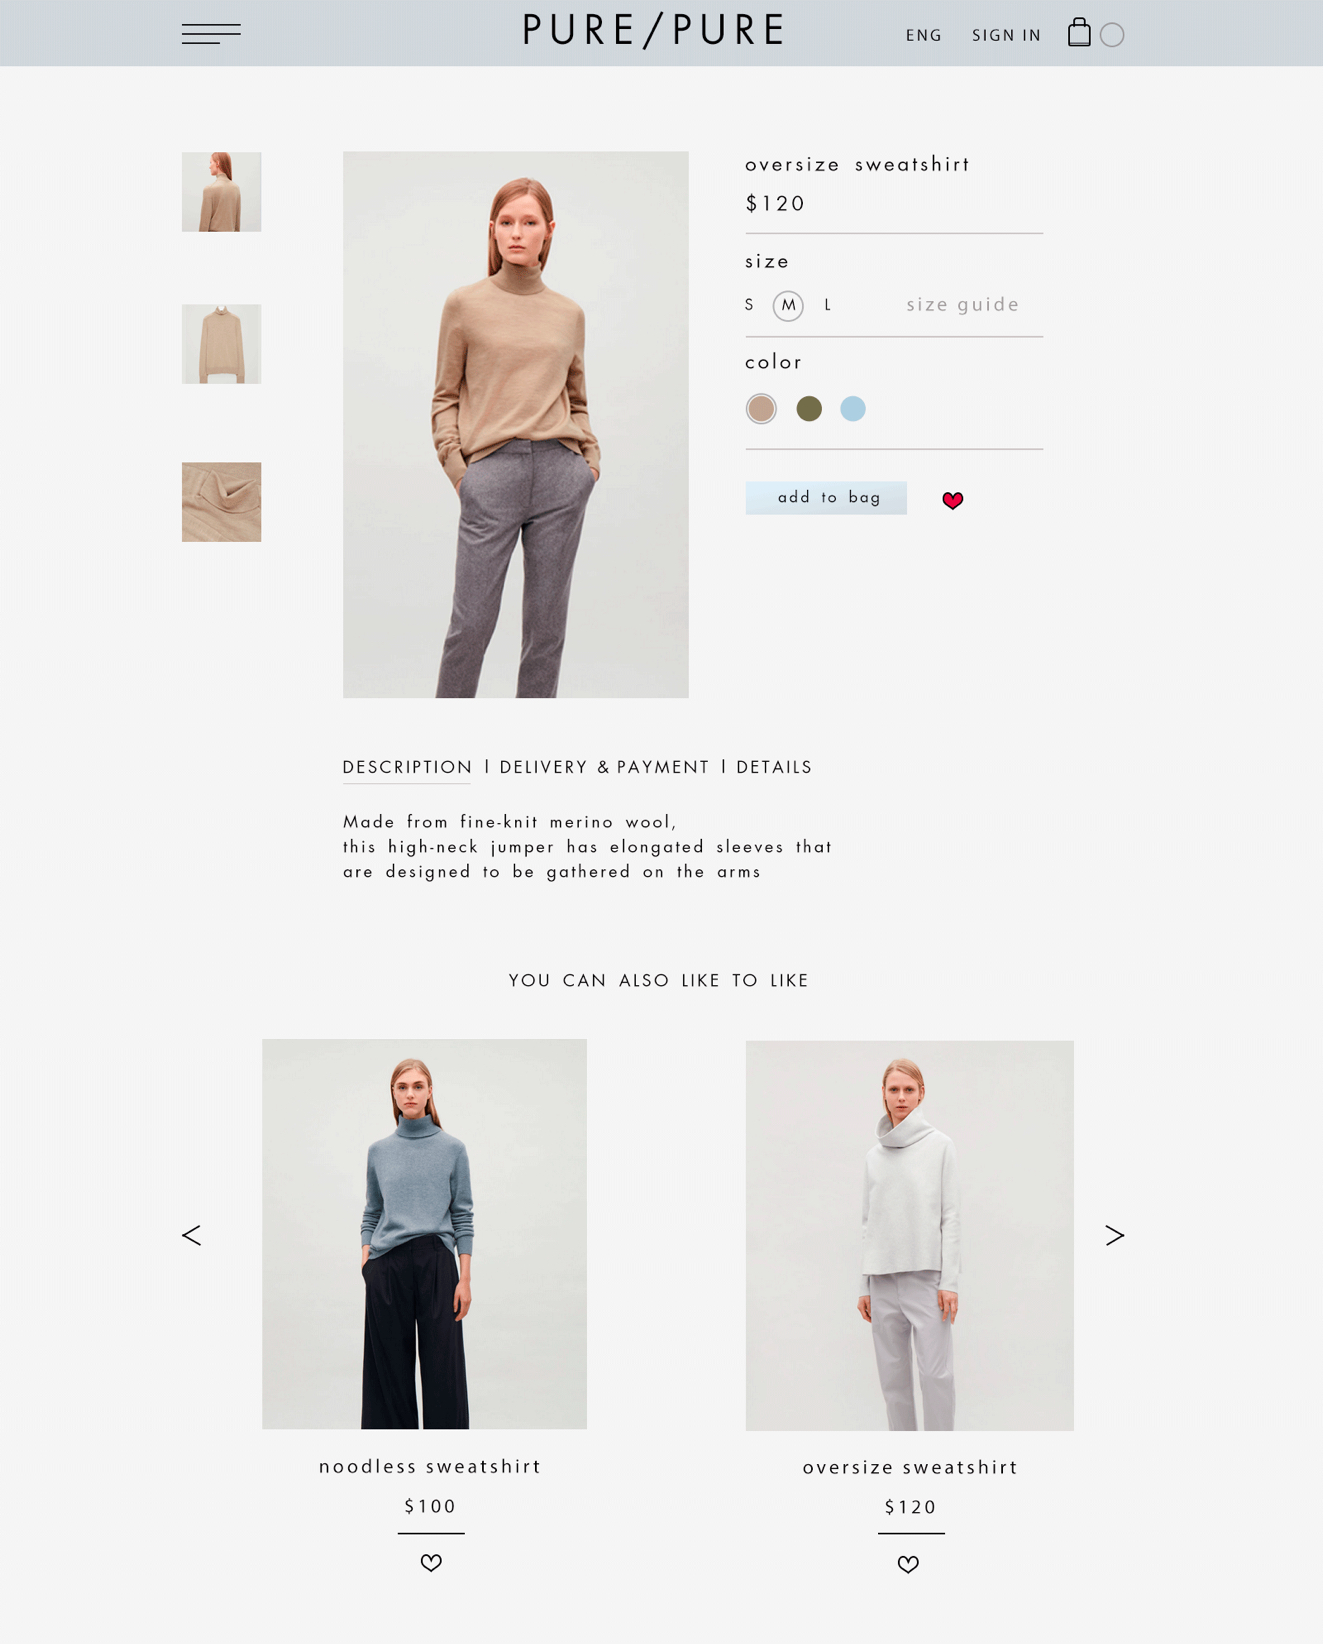 PURE/PURE
ENG SIGN IN
oversize sweatshirt
$120
size
S M L size guide
color
add to bag
DESCRIPTION | DELIVERY & PAYMENT | DETAILS
Made from fine-knit merino wool,
this high-neck jumper has elongated sleeves that
are designed to be gathered on the arms
YOU CAN ALSO LIKE TO LIKE
< >
noodless sweatshirt
$100
oversize sweatshirt
$120